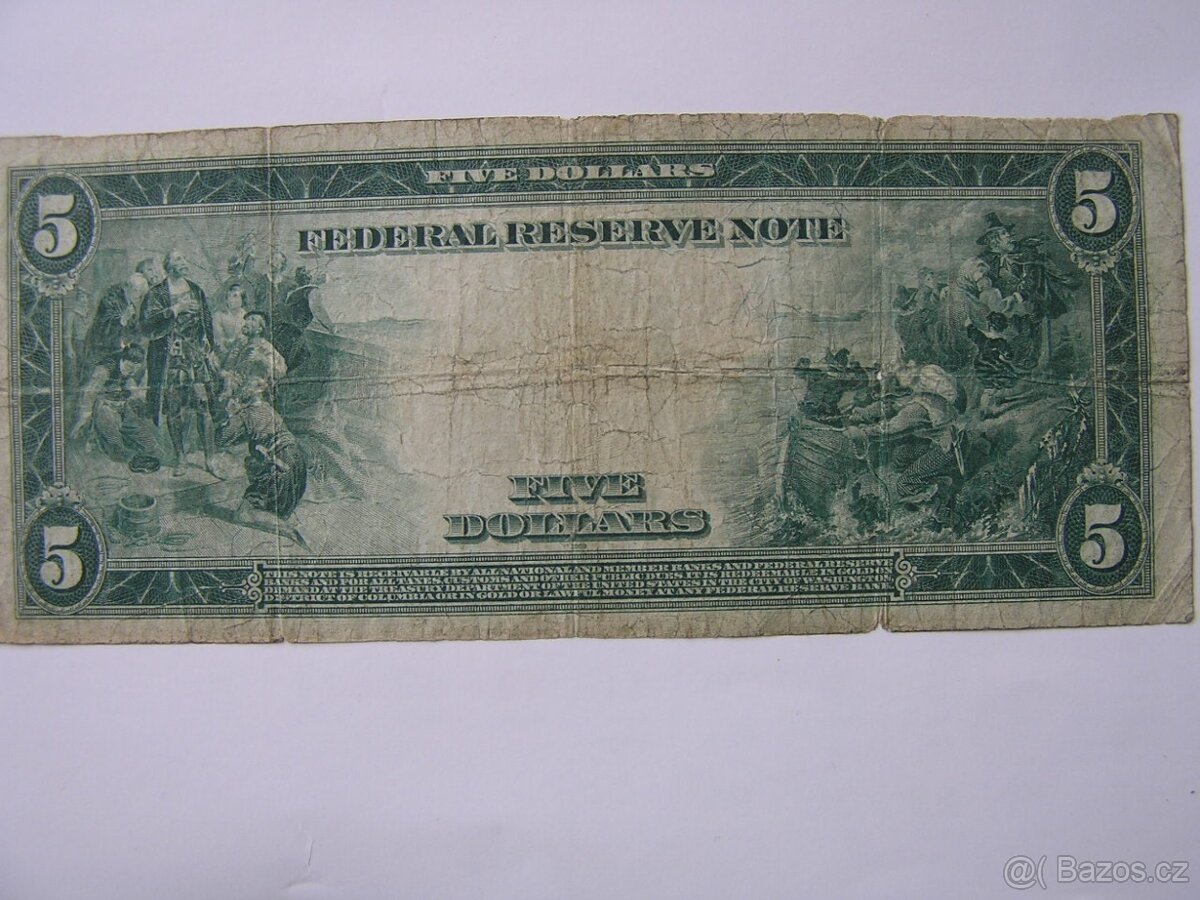 FIVE DOLLARS
5 5
FEDERAL RESERVE NOTE
FIVE
DOLLARS
5 5
THIS NOTE IS RECEIVABLE BY ALL NATIONAL AND MEMBER BANKS AND FEDERAL RESERVE
BANKS AND FOR ALL TAXES, CUSTOMS AND OTHER PUBLIC DUES. IT IS REDEEMABLE IN GOLD ON
DEMAND AT THE TREASURY DEPARTMENT OF THE UNITED STATES IN THE CITY OF WASHINGTON,
DISTRICT OF COLUMBIA OR IN GOLD OR LAWFUL MONEY AT ANY FEDERAL RESERVE BANK.
@( Bazos.cz